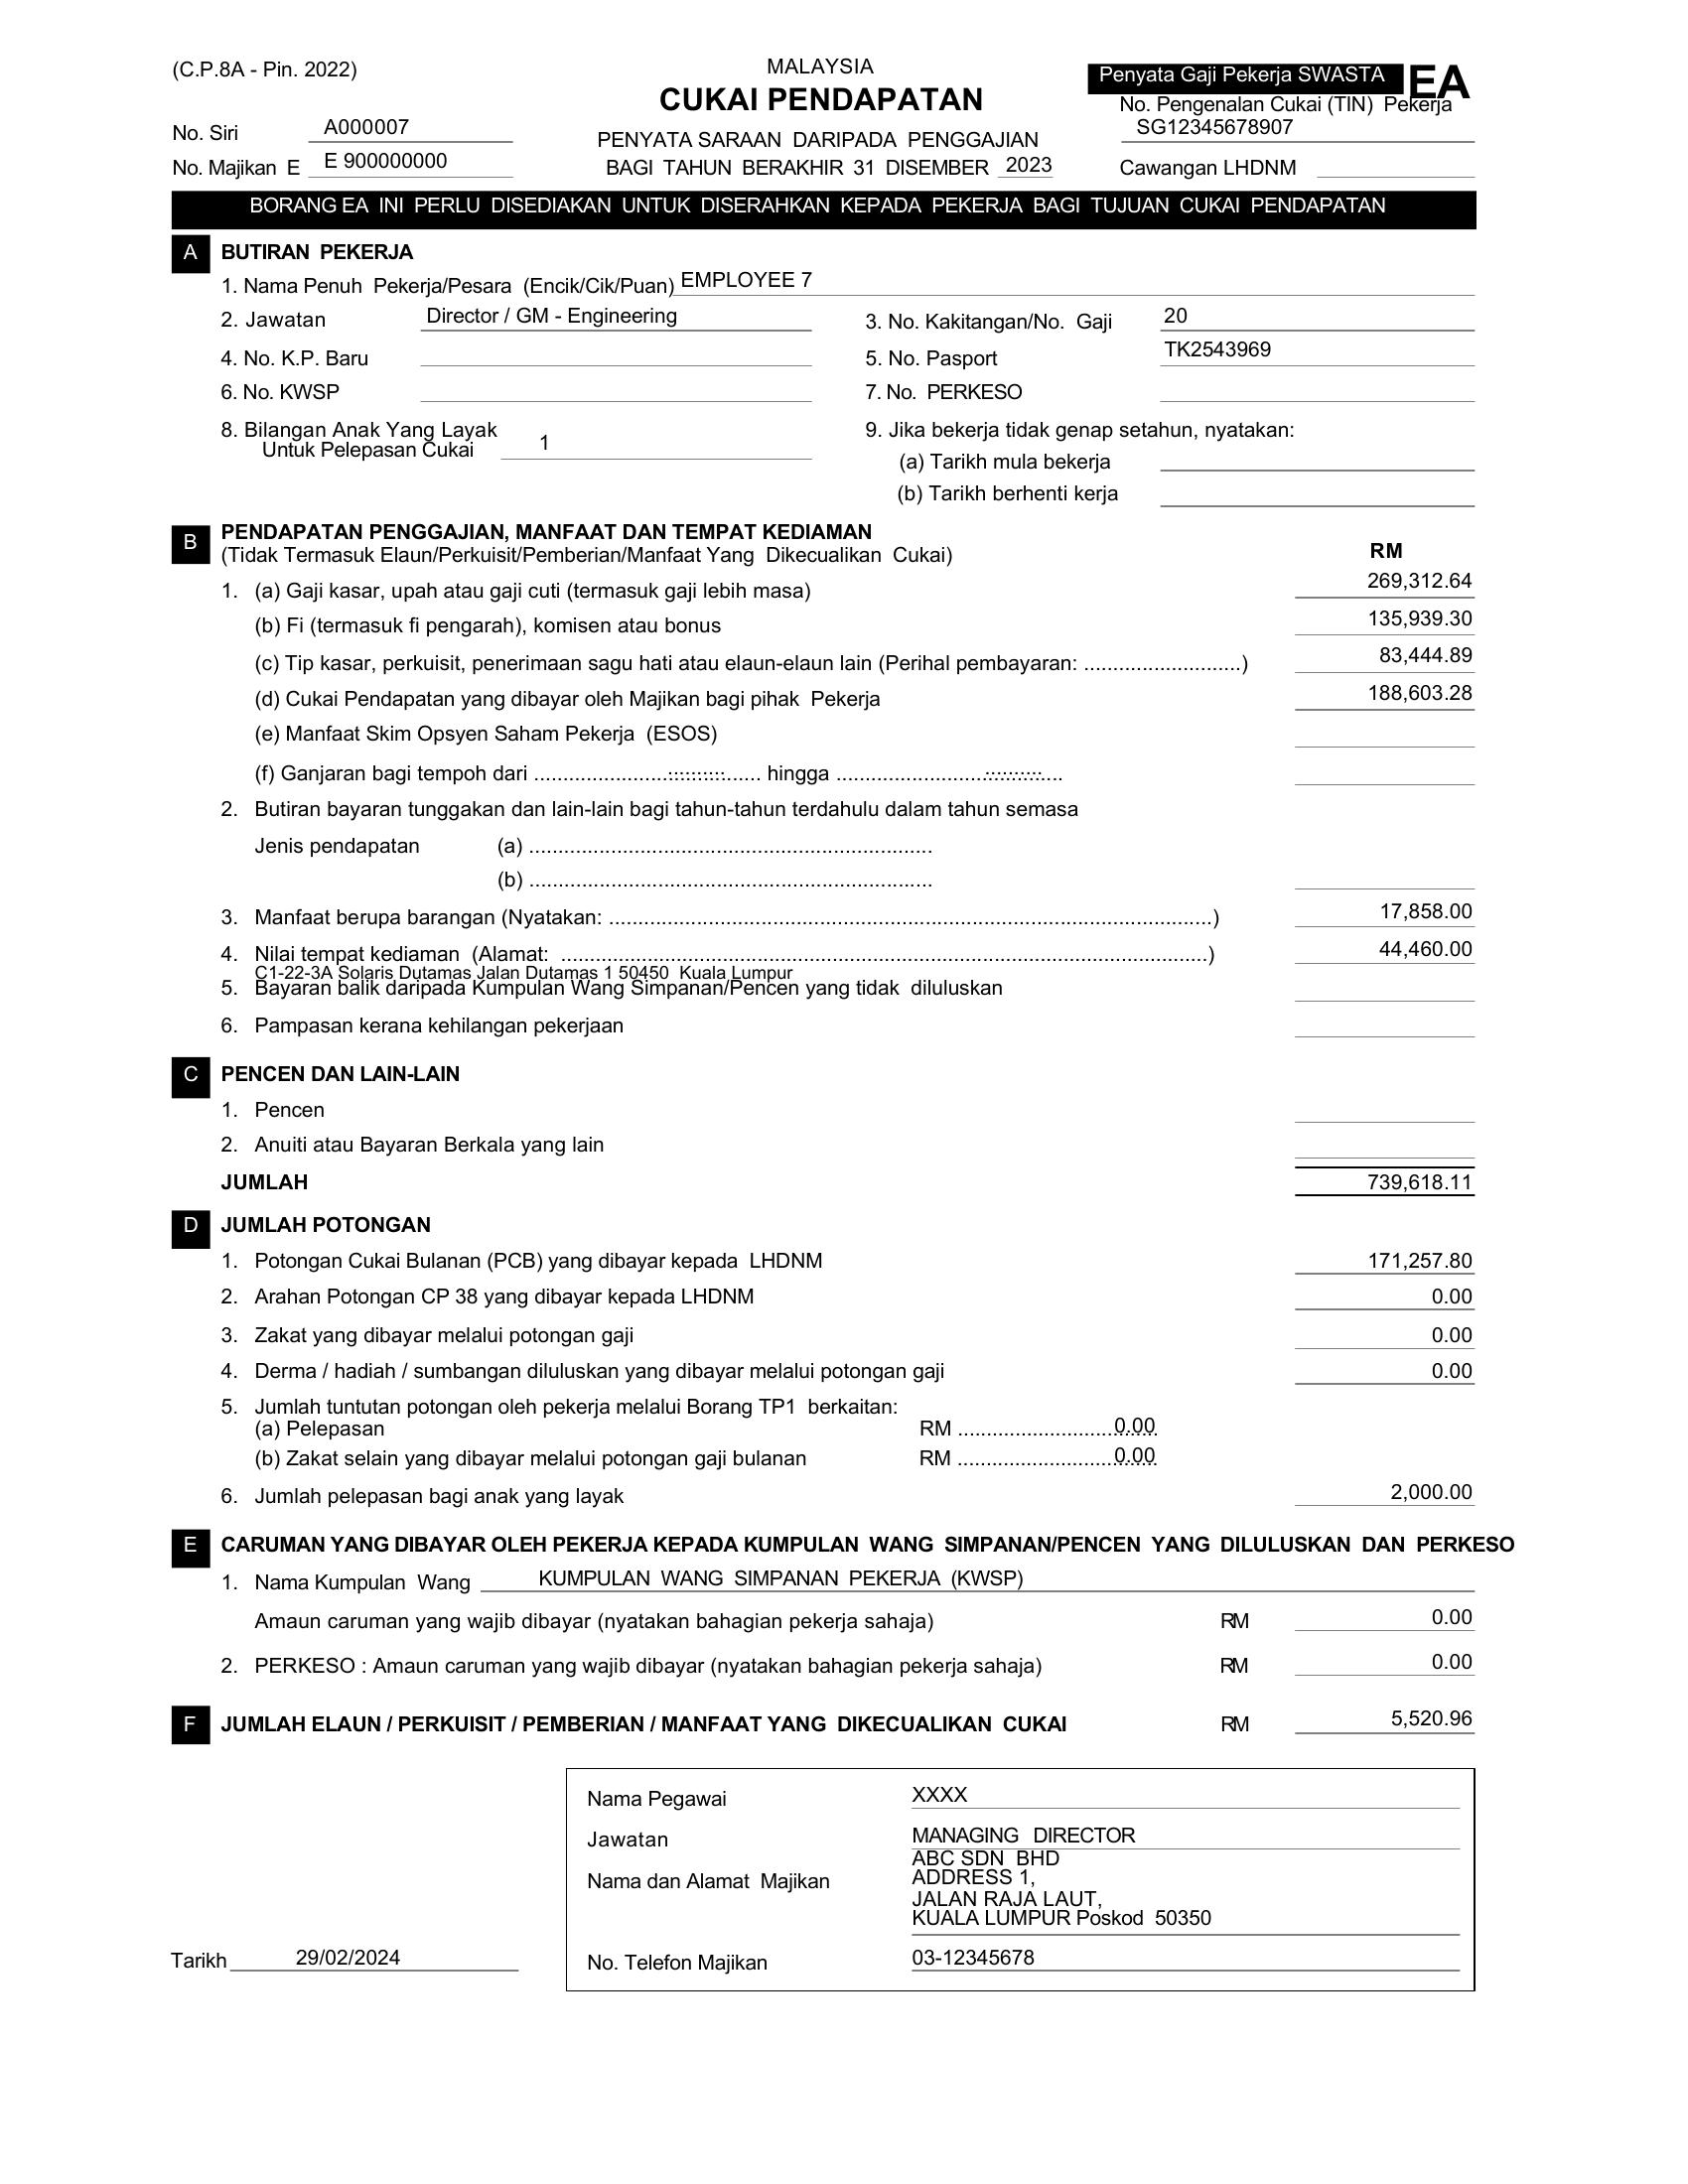 (C.P.8A - Pin. 2022)
MALAYSIA
Penyata Gaji Pekerja SWASTA EA
CUKAI PENDAPATAN
No. Pengenalan Cukai (TIN) Pekerja
No. Siri A000007
PENYATA SARAAN DARIPADA PENGGAJIAN
SG12345678907
No. Majikan E E 900000000
BAGI TAHUN BERAKHIR 31 DISEMBER 2023
Cawangan LHDNM
BORANG EA INI PERLU DISEDIAKAN UNTUK DISERAHKAN KEPADA PEKERJA BAGI TUJUAN CUKAI PENDAPATAN
A BUTIRAN PEKERJA
1. Nama Penuh Pekerja/Pesara (Encik/Cik/Puan) EMPLOYEE 7
2. Jawatan Director / GM - Engineering 3. No. Kakitangan/No. Gaji 20
4. No. K.P. Baru 5. No. Pasport TK2543969
6. No. KWSP 7. No. PERKESO
8. Bilangan Anak Yang Layak 9. Jika bekerja tidak genap setahun, nyatakan:
Untuk Pelepasan Cukai 1
(a) Tarikh mula bekerja
(b) Tarikh berhenti kerja
B PENDAPATAN PENGGAJIAN, MANFAAT DAN TEMPAT KEDIAMAN
(Tidak Termasuk Elaun/Perkuisit/Pemberian/Manfaat Yang Dikecualikan Cukai) RM
1. (a) Gaji kasar, upah atau gaji cuti (termasuk gaji lebih masa) 269,312.64
(b) Fi (termasuk fi pengarah), komisen atau bonus 135,939.30
(c) Tip kasar, perkuisit, penerimaan sagu hati atau elaun-elaun lain (Perihal pembayaran: ...........................) 83,444.89
(d) Cukai Pendapatan yang dibayar oleh Majikan bagi pihak Pekerja 188,603.28
(e) Manfaat Skim Opsyen Saham Pekerja (ESOS)
(f) Ganjaran bagi tempoh dari ....................................... hingga .......................................
2. Butiran bayaran tunggakan dan lain-lain bagi tahun-tahun terdahulu dalam tahun semasa
Jenis pendapatan (a) .....................................................................
(b) .....................................................................
3. Manfaat berupa barangan (Nyatakan: ........................................................................................................) 17,858.00
4. Nilai tempat kediaman (Alamat: ...............................................................................................................) 44,460.00
C1-22-3A Solaris Dutamas Jalan Dutamas 1 50450 Kuala Lumpur
5. Bayaran balik daripada Kumpulan Wang Simpanan/Pencen yang tidak diluluskan
6. Pampasan kerana kehilangan pekerjaan
C PENCEN DAN LAIN-LAIN
1. Pencen
2. Anuiti atau Bayaran Berkala yang lain
JUMLAH 739,618.11
D JUMLAH POTONGAN
1. Potongan Cukai Bulanan (PCB) yang dibayar kepada LHDNM 171,257.80
2. Arahan Potongan CP 38 yang dibayar kepada LHDNM 0.00
3. Zakat yang dibayar melalui potongan gaji 0.00
4. Derma / hadiah / sumbangan diluluskan yang dibayar melalui potongan gaji 0.00
5. Jumlah tuntutan potongan oleh pekerja melalui Borang TP1 berkaitan:
(a) Pelepasan RM .................................. 0.00
(b) Zakat selain yang dibayar melalui potongan gaji bulanan RM .................................. 0.00
6. Jumlah pelepasan bagi anak yang layak 2,000.00
E CARUMAN YANG DIBAYAR OLEH PEKERJA KEPADA KUMPULAN WANG SIMPANAN/PENCEN YANG DILULUSKAN DAN PERKESO
1. Nama Kumpulan Wang KUMPULAN WANG SIMPANAN PEKERJA (KWSP)
Amaun caruman yang wajib dibayar (nyatakan bahagian pekerja sahaja) RM 0.00
2. PERKESO : Amaun caruman yang wajib dibayar (nyatakan bahagian pekerja sahaja) RM 0.00
F JUMLAH ELAUN / PERKUISIT / PEMBERIAN / MANFAAT YANG DIKECUALIKAN CUKAI RM 5,520.96
Nama Pegawai XXXX
Jawatan MANAGING DIRECTOR
Nama dan Alamat Majikan ABC SDN BHD
ADDRESS 1,
JALAN RAJA LAUT,
KUALA LUMPUR Poskod 50350
Tarikh 29/02/2024
No. Telefon Majikan 03-12345678